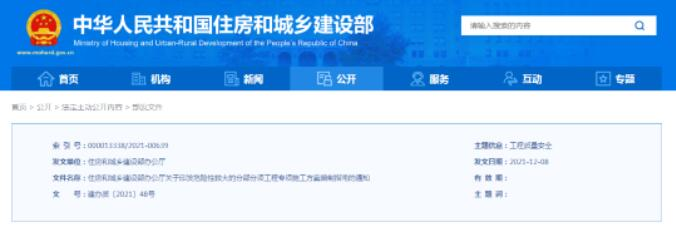 中华人民共和国住房和城乡建设部
Ministry of Housing and Urban-Rural Development of the People's Republic of China
www.mohurd.gov.cn
请输入搜索的内容
首页 机构 新闻 公开 服务 互动 专题
首页 > 公开 > 法定主动公开内容 > 部发文件
索 引 号：000013338/2021-00639 主题信息：工程质量安全
发文单位：住房和城乡建设部办公厅 发文日期：2021-12-08
文件名称：住房和城乡建设部办公厅关于印发危险性较大的分部分项工程专项施工方案编制指南的通知 有 效 期：
文 号：建办质〔2021〕48号 主 题 词：